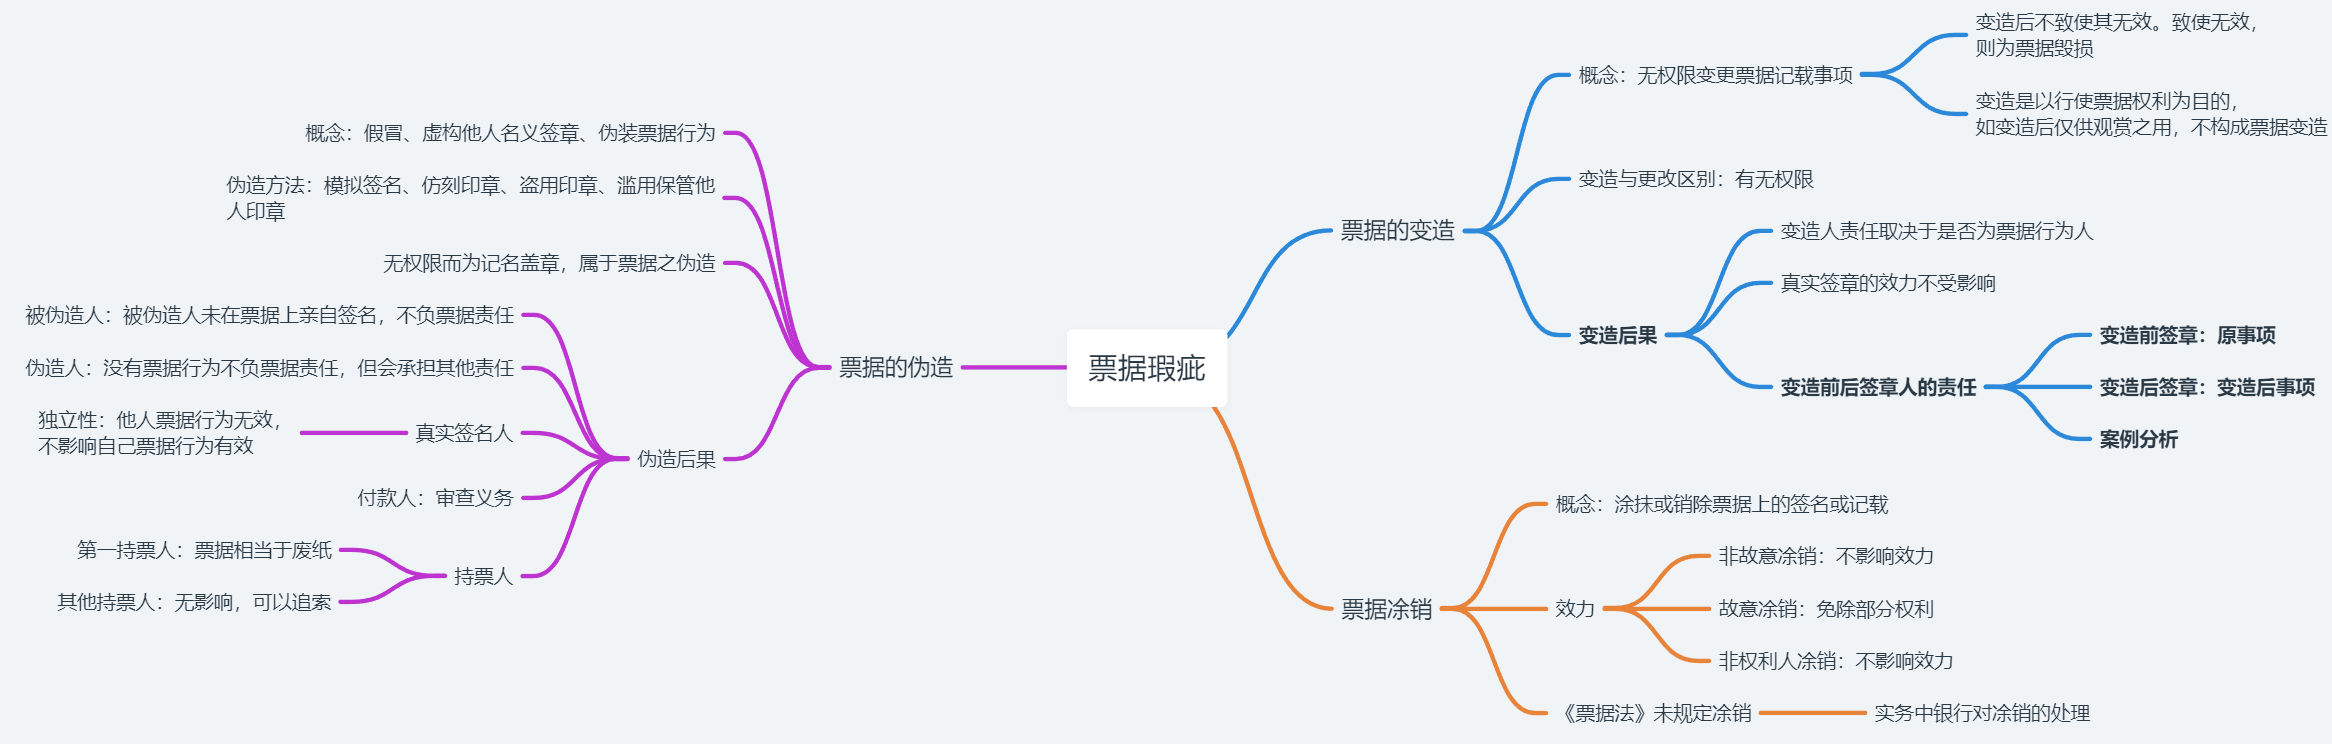 票据瑕疵
票据的变造
概念：无权限变更票据记载事项
变造后不致使其无效。致使无效，
则为票据毁损
变造是以行使票据权利为目的，
如变造后仅供观赏之用，不构成票据变造
变造与更改区别：有无权限
变造后果
变造人责任取决于是否为票据行为人
真实签章的效力不受影响
变造前后签章人的责任
变造前签章：原事项
变造后签章：变造后事项
案例分析
票据凃销
概念：涂抹或销除票据上的签名或记载
效力
非故意凃销：不影响效力
故意凃销：免除部分权利
非权利人凃销：不影响效力
《票据法》未规定凃销
实务中银行对凃销的处理
票据的伪造
概念：假冒、虚构他人名义签章、伪装票据行为
伪造方法：模拟签名、仿刻印章、盗用印章、滥用保管他
人印章
无权限而为记名盖章，属于票据之伪造
伪造后果
被伪造人：被伪造人未在票据上亲自签名，不负票据责任
伪造人：没有票据行为不负票据责任，但会承担其他责任
真实签名人
独立性：他人票据行为无效，
不影响自己票据行为有效
付款人：审查义务
持票人
第一持票人：票据相当于废纸
其他持票人：无影响，可以追索